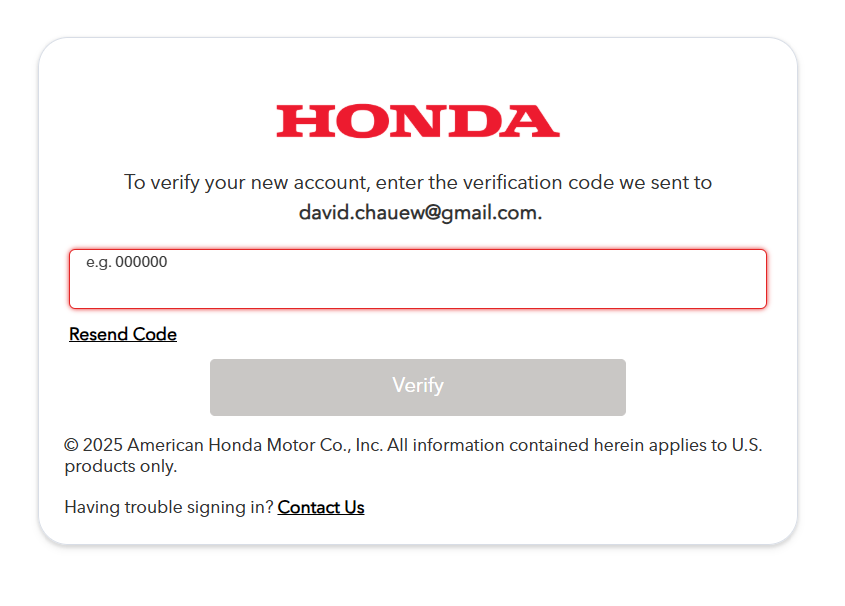 HONDA
To verify your new account, enter the verification code we sent to
david.chauew@gmail.com.
e.g. 000000
Resend Code
Verify
© 2025 American Honda Motor Co., Inc. All information contained herein applies to U.S.
products only.
Having trouble signing in? Contact Us